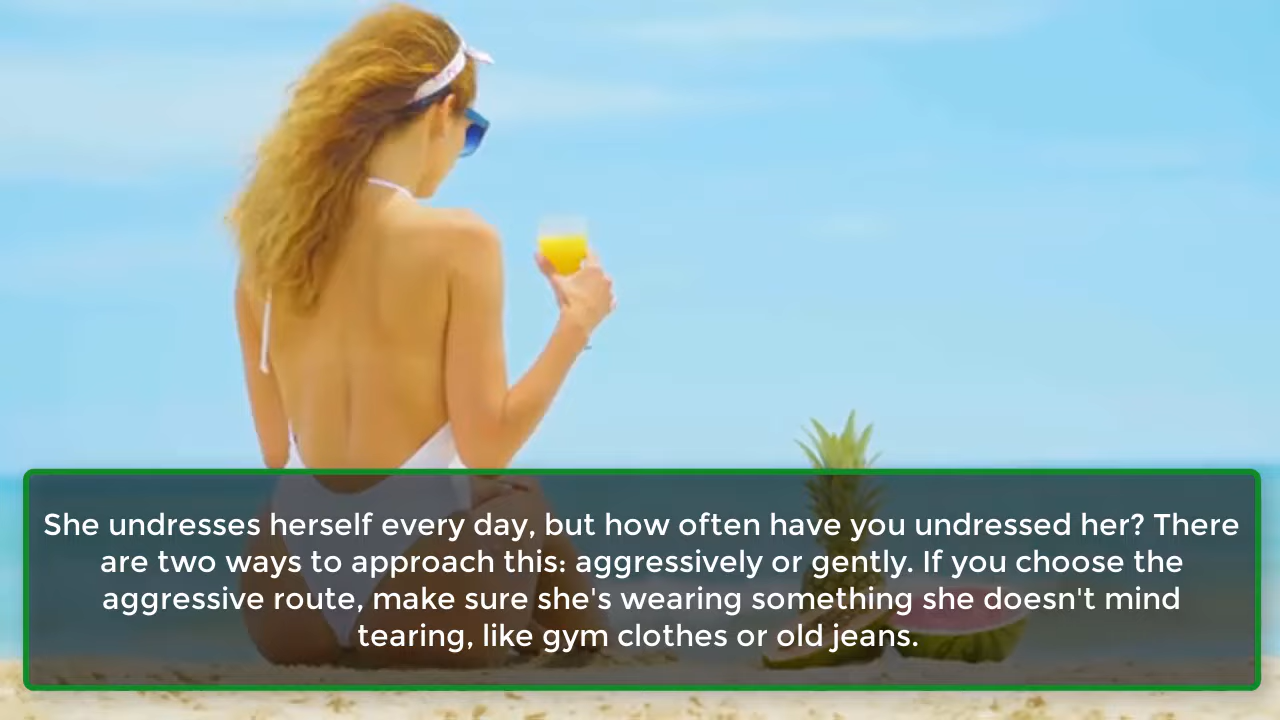 She undresses herself every day, but how often have you undressed her? There
are two ways to approach this: aggressively or gently. If you choose the
aggressive route, make sure she's wearing something she doesn't mind
tearing, like gym clothes or old jeans.